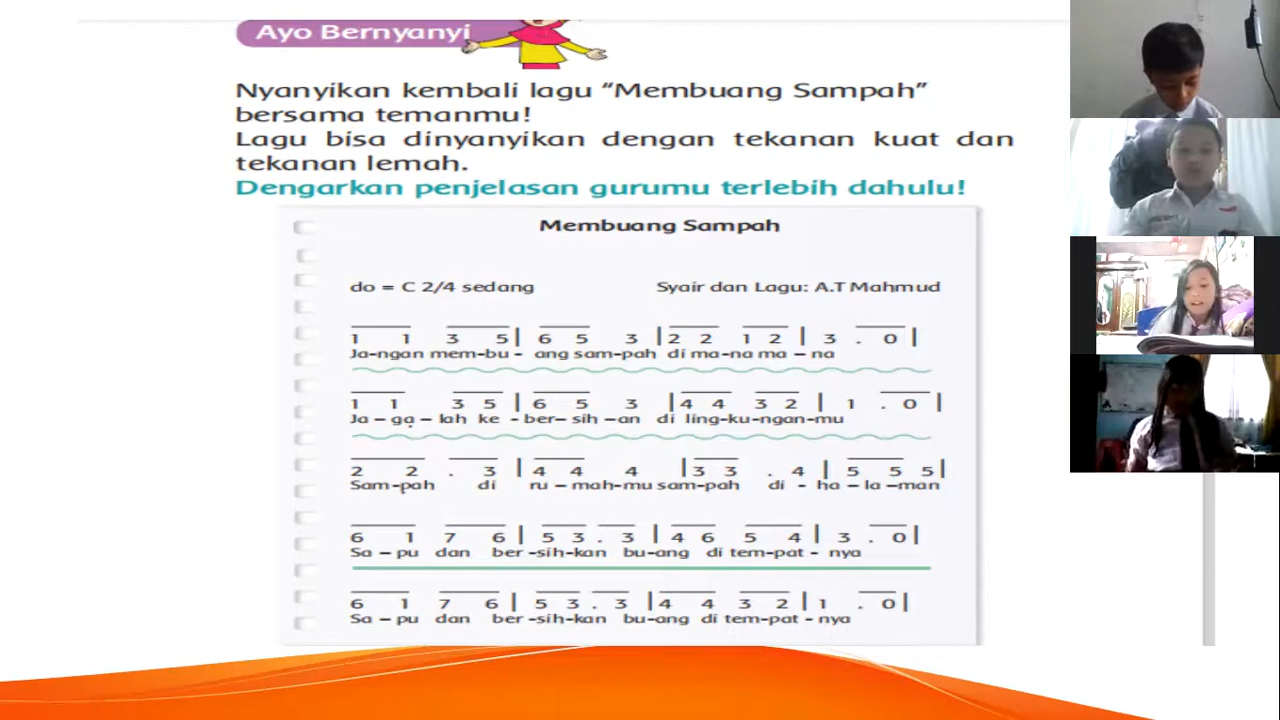 Ayo Bernyanyi
Nyanyikan kembali lagu “Membuang Sampah”
bersama temanmu!
Lagu bisa dinyanyikan dengan tekanan kuat dan
tekanan lemah.
Dengarkan penjelasan gurumu terlebih dahulu!
Membuang Sampah
do = C 2/4 sedang Syair dan Lagu: A.T Mahmud
1 1 3 5 | 6 5 3 | 2 2 1 2 | 3 . 0 |
Ja-ngan mem-bu - ang sam-pah di ma-na ma – na
1 1 3 5 | 6 5 3 | 4 4 3 2 | 1 . 0 |
Ja – ga – lah ke - ber– sih –an di ling-ku-ngan-mu
2 2 . 3 | 4 4 4 | 3 3 . 4 | 5 5 5 |
Sam-pah di ru – mah-mu sam-pah di - ha – la –man
6 1 7 6 | 5 3 . 3 | 4 6 5 4 | 3 . 0 |
Sa – pu dan ber -sih-kan bu-ang di tem-pat - nya
6 1 7 6 | 5 3 . 3 | 4 4 3 2 | 1 . 0 |
Sa – pu dan ber -sih-kan bu-ang di tem-pat - nya